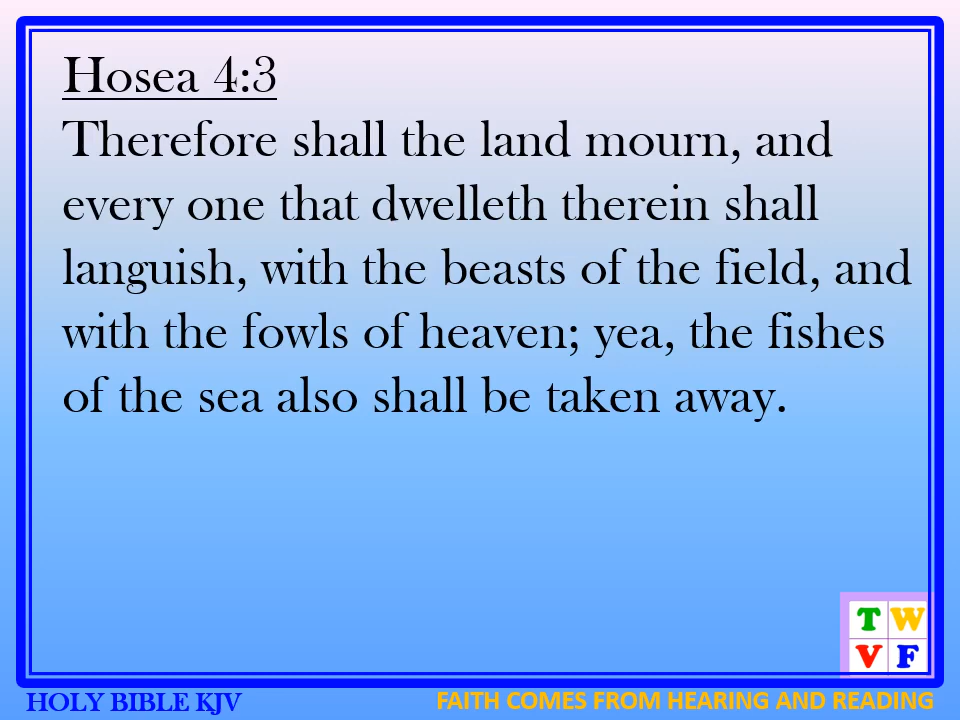 Hosea 4:3
Therefore shall the land mourn, and
every one that dwelleth therein shall
languish, with the beasts of the field, and
with the fowls of heaven; yea, the fishes
of the sea also shall be taken away.
T W
V F
HOLY BIBLE KJV
FAITH COMES FROM HEARING AND READING